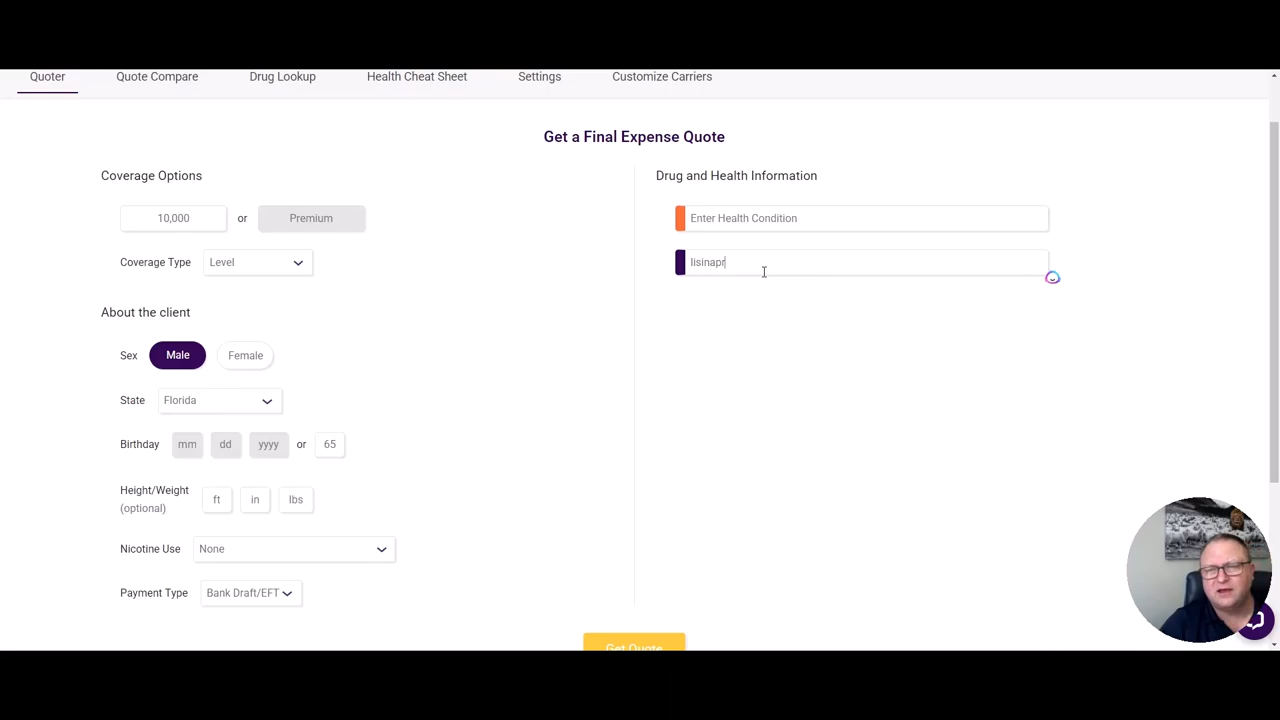 Quoter Quote Compare Drug Lookup Health Cheat Sheet Settings Customize Carriers
Get a Final Expense Quote
Coverage Options
10,000 or Premium
Coverage Type Level
About the client
Sex Male Female
State Florida
Birthday mm dd yyyy or 65
Height/Weight
(optional)
ft in lbs
Nicotine Use None
Payment Type Bank Draft/EFT
Drug and Health Information
Enter Health Condition
lisinapr
Get Quote